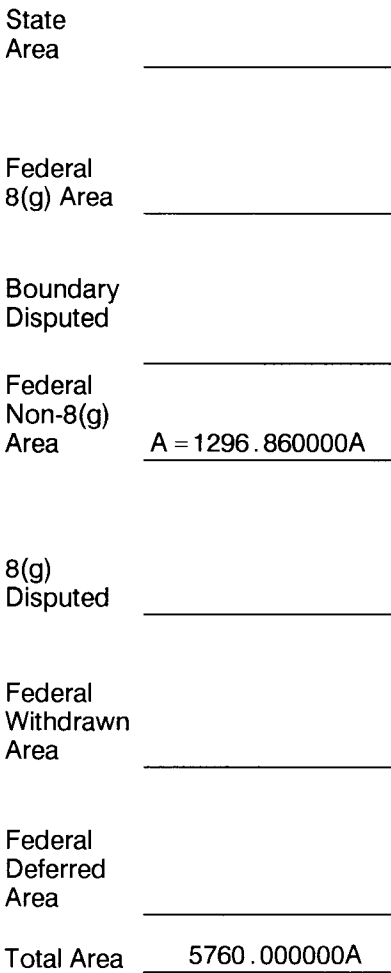 State
Area
Federal
8(g) Area
Boundary
Disputed
Federal
Non-8(g)
Area A = 1296.860000A
8(g)
Disputed
Federal
Withdrawn
Area
Federal
Deferred
Area
Total Area 5760.000000A